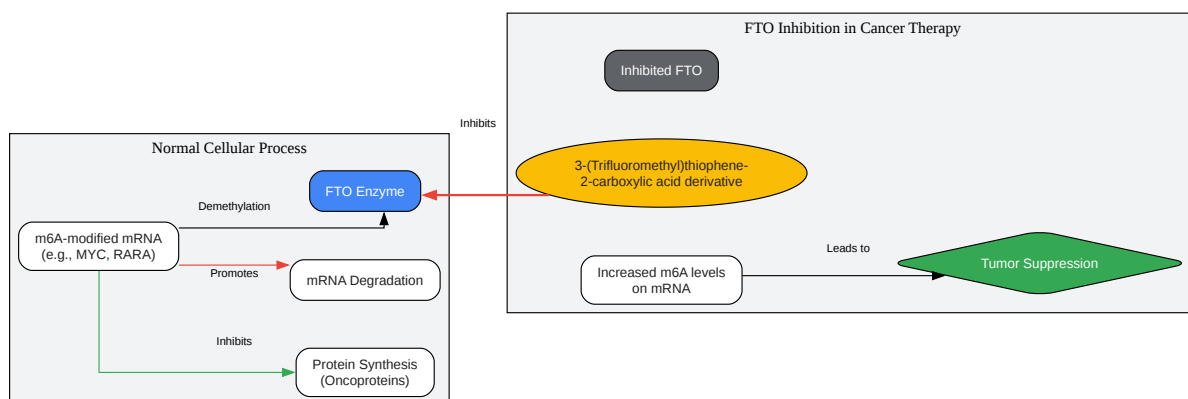 FTO Inhibition in Cancer Therapy
Inhibited FTO
Inhibits
3-(Trifluoromethyl)thiophene-
2-carboxylic acid derivative
Increased m6A levels
on mRNA
Leads to
Tumor Suppression
Normal Cellular Process
FTO Enzyme
Demethylation
m6A-modified mRNA
(e.g., MYC, RARA)
Promotes
mRNA Degradation
Inhibits
Protein Synthesis
(Oncoproteins)